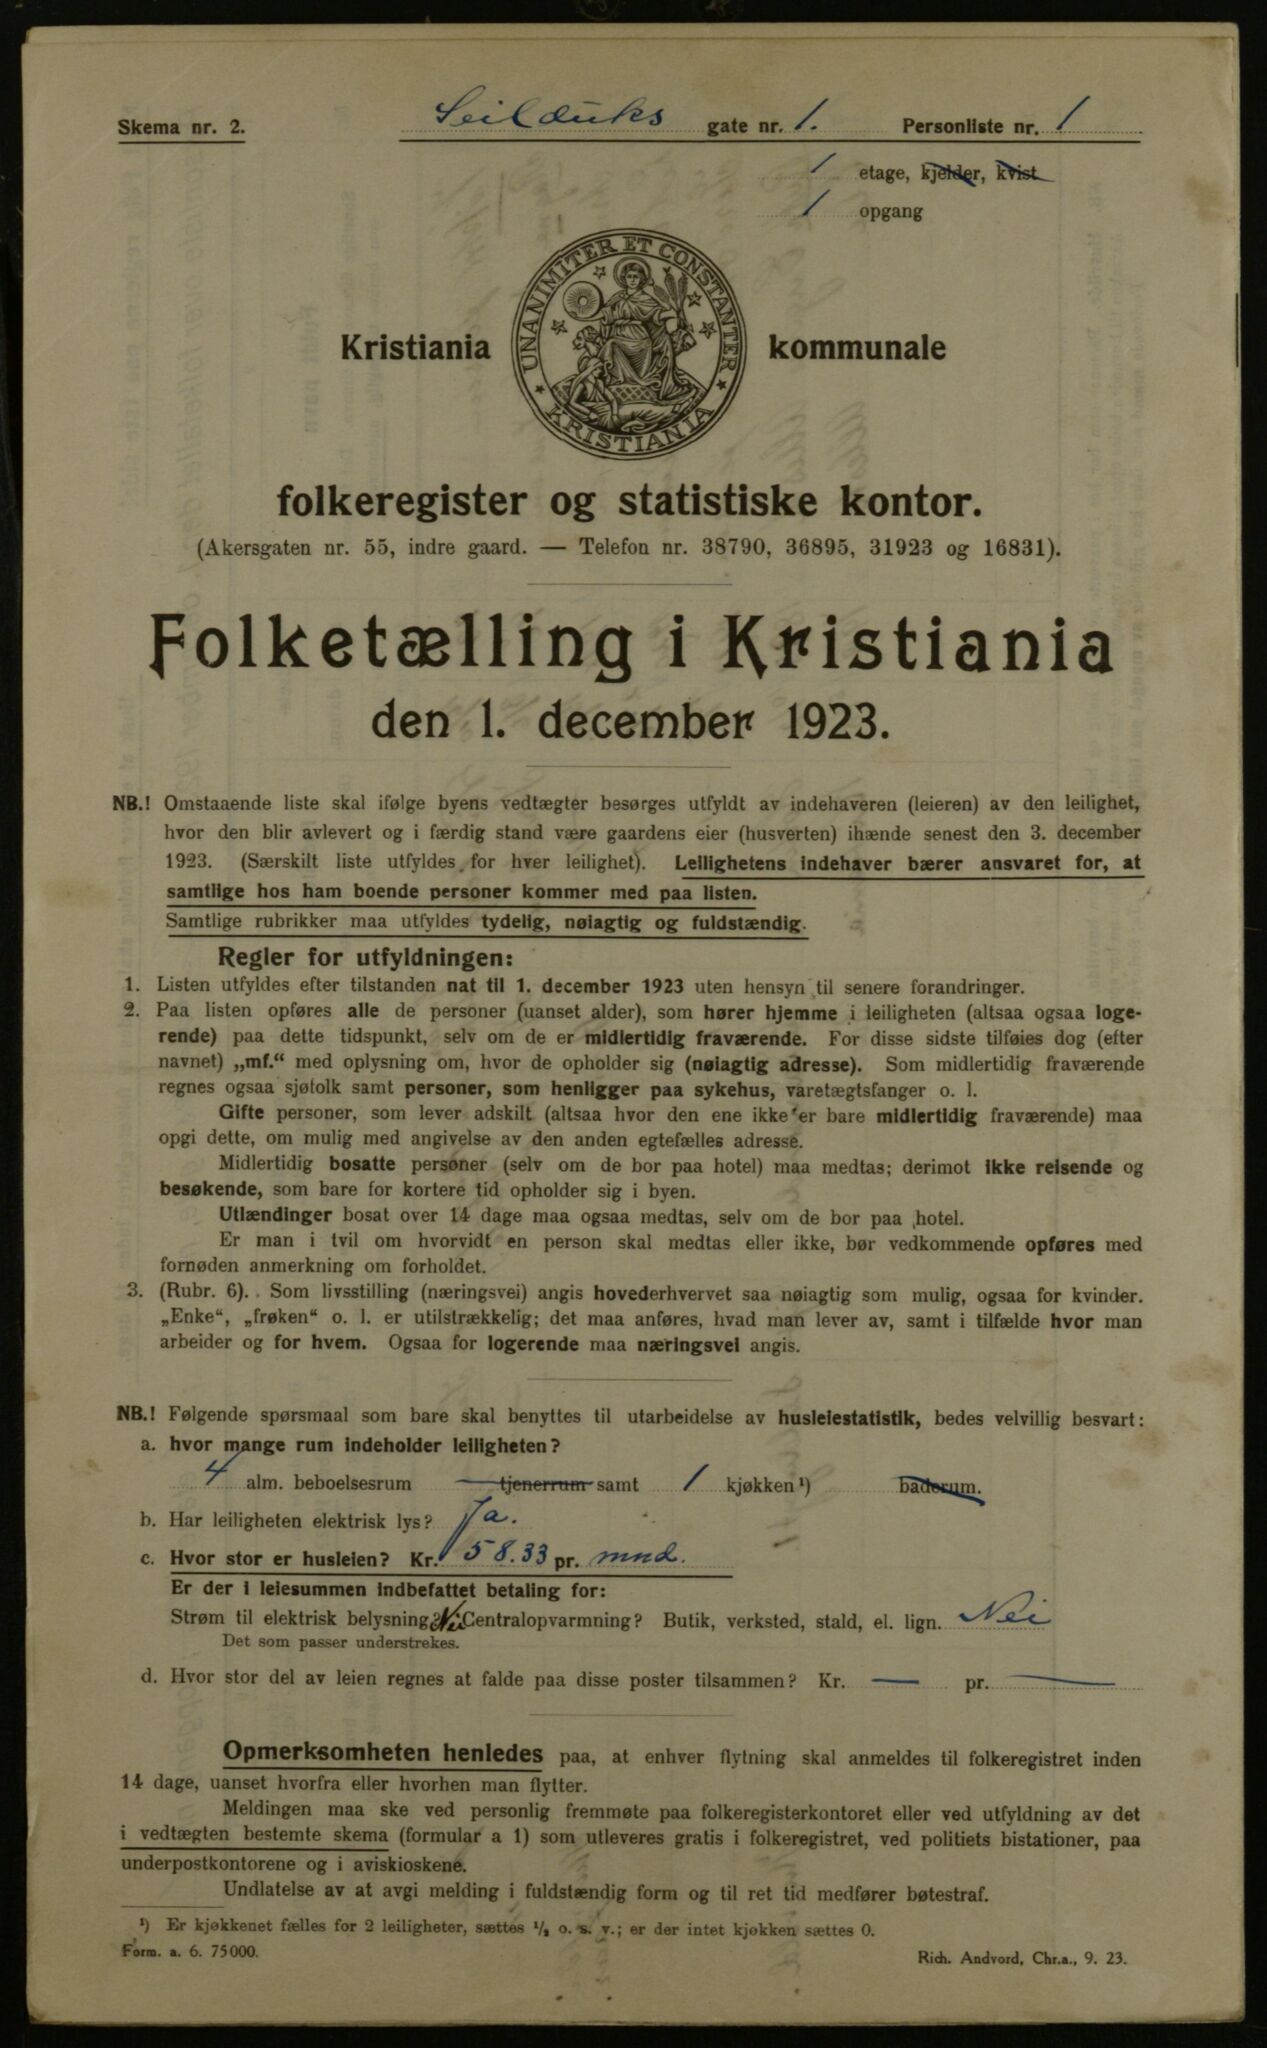 Skema nr. 2.
Seilduks gate nr. 1. Personliste nr. 1
1 etage, kjelder, kvist
1 opgang
UNANIMITER ET CONSTANTER
KRISTIANIA
Kristiania kommunale
folkeregister og statistiske kontor.
(Akersgaten nr. 55, indre gaard. — Telefon nr. 38790, 36895, 31923 og 16831).
Folketælling i Kristiania
den 1. december 1923.
NB.! Omstaaende liste skal ifølge byens vedtægter besørges utfyldt av indehaveren (leieren) av den leilighet,
hvor den blir avlevert og i færdig stand være gaardens eier (husverten) ihænde senest den 3. december
1923. (Særskilt liste utfyldes for hver leilighet). Leilighetens indehaver bærer ansvaret for, at
samtlige hos ham boende personer kommer med paa listen.
Samtlige rubrikker maa utfyldes tydelig, nøiagtig og fuldstændig.
Regler for utfyldningen:
1. Listen utfyldes efter tilstanden nat til 1. december 1923 uten hensyn til senere forandringer.
2. Paa listen opføres alle de personer (uanset alder), som hører hjemme i leiligheten (altsaa ogsaa loge-
rende) paa dette tidspunkt, selv om de er midlertidig fraværende. For disse sidste tilføies dog (efter
navnet) „mf.“ med oplysning om, hvor de opholder sig (nøiagtig adresse). Som midlertidig fraværende
regnes ogsaa sjøfolk samt personer, som henligger paa sykehus, varetægtsfanger o. l.
Gifte personer, som lever adskilt (altsaa hvor den ene ikke er bare midlertidig fraværende) maa
opgi dette, om mulig med angivelse av den anden egtefælles adresse.
Midlertidig bosatte personer (selv om de bor paa hotel) maa medtas; derimot ikke reisende og
besøkende, som bare for kortere tid opholder sig i byen.
Utlændinger bosat over 14 dage maa ogsaa medtas, selv om de bor paa hotel.
Er man i tvil om hvorvidt en person skal medtas eller ikke, bør vedkommende opføres med
fornøden anmerkning om forholdet.
3. (Rubr. 6). Som livsstilling (næringsvei) angis hovederhvervet saa nøiagtig som mulig, ogsaa for kvinder.
„Enke“, „frøken“ o. l. er utilstrækkelig; det maa anføres, hvad man lever av, samt i tilfælde hvor man
arbeider og for hvem. Ogsaa for logerende maa næringsvei angis.
NB.! Følgende spørsmaal som bare skal benyttes til utarbeidelse av husleiestatistik, bedes velvillig besvart:
a. hvor mange rum indeholder leiligheten?
4 alm. beboelsesrum — tjenerrum samt 1 kjøkken¹) baderum.
b. Har leiligheten elektrisk lys? Ja.
c. Hvor stor er husleien? Kr. 58.33 pr. mnd.
Er der i leiesummen indbefattet betaling for:
Strøm til elektrisk belysning? Nei Centralopvarmning? Butik, verksted, stald, el. lign. Nei
Det som passer understrekes.
d. Hvor stor del av leien regnes at falde paa disse poster tilsammen? Kr. — pr. —
Opmerksomheten henledes paa, at enhver flytning skal anmeldes til folkeregistret inden
14 dage, uanset hvorfra eller hvorhen man flytter.
Meldingen maa ske ved personlig fremmøte paa folkeregisterkontoret eller ved utfyldning av det
i vedtægten bestemte skema (formular a 1) som utleveres gratis i folkeregistret, ved politiets bistationer, paa
underpostkontorene og i aviskioskene.
Undlatelse av at avgi melding i fuldstændig form og til ret tid medfører bøtestraf.
¹) Er kjøkkenet fælles for 2 leiligheter, sættes ½ o. s. v.; er der intet kjøkken sættes 0.
Form. a. 6. 75000.
Rich. Andvord, Chr.a., 9. 23.